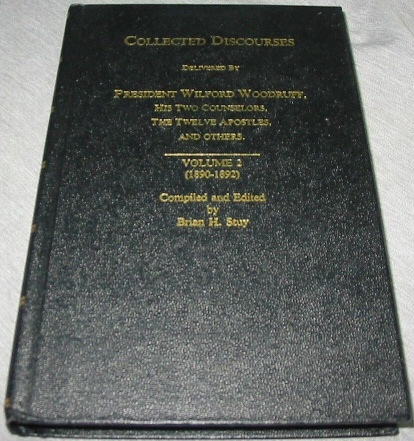 COLLECTED DISCOURSES
DELIVERED BY
PRESIDENT WILFORD WOODRUFF,
HIS TWO COUNSELORS,
THE TWELVE APOSTLES,
AND OTHERS.
VOLUME 2
(1890-1892)
Compiled and Edited
by
Brian H. Stuy